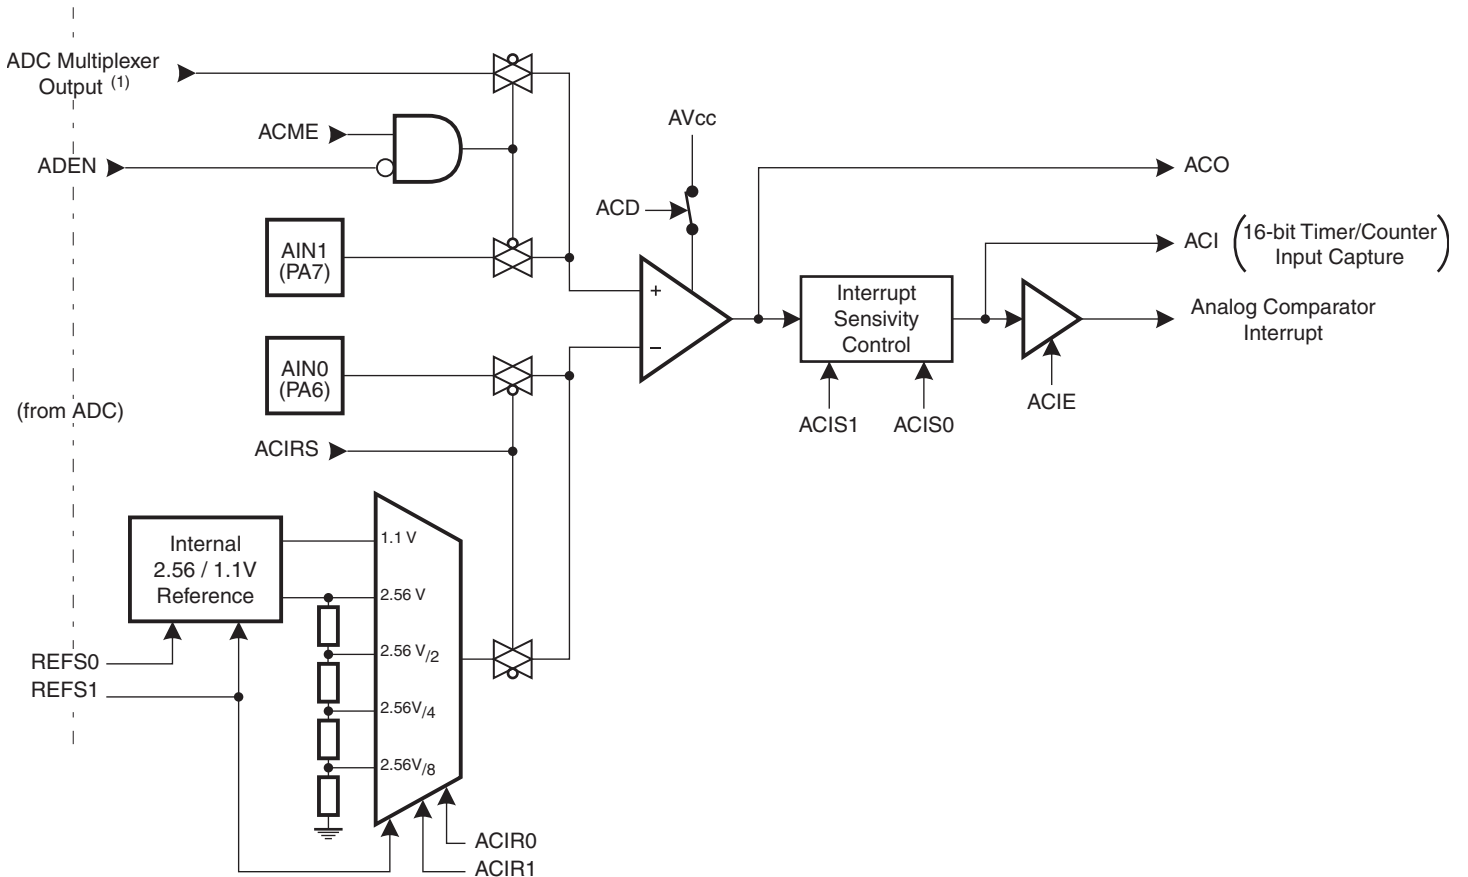 ADC Multiplexer
Output (1)
ACME
ADEN
AVcc
ACD
ACO
AIN1
(PA7)
ACI
16-bit Timer/Counter
Input Capture
+
−
Interrupt
Sensivity
Control
Analog Comparator
Interrupt
AIN0
(PA6)
ACIE
(from ADC)
ACIS1
ACIS0
ACIRS
Internal
2.56 / 1.1V
Reference
1.1 V
2.56 V
2.56 V/2
2.56V/4
2.56V/8
REFS0
REFS1
ACIR0
ACIR1